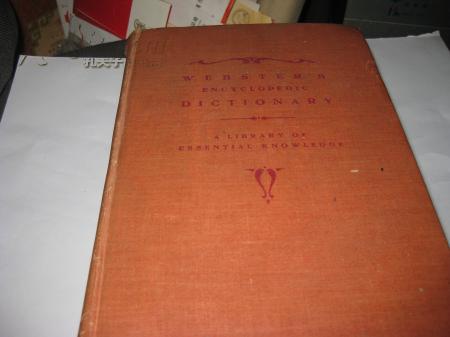 WEBSTER'S
ENCYCLOPEDIC
DICTIONARY
A LIBRARY OF
ESSENTIAL KNOWLEDGE